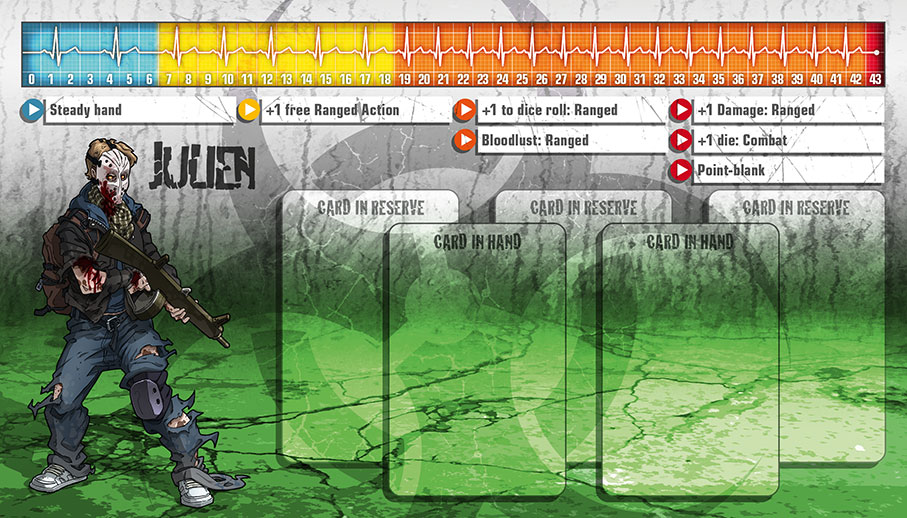 0 1 2 3 4 5 6 7 8 9 10 11 12 13 14 15 16 17 18 19 20 21 22 23 24 25 26 27 28 29 30 31 32 33 34 35 36 37 38 39 40 41 42 43
Steady hand
+1 free Ranged Action
+1 to dice roll: Ranged
+1 Damage: Ranged
Bloodlust: Ranged
+1 die: Combat
Point-blank
JULIEN
CARD IN RESERVE
CARD IN RESERVE
CARD IN RESERVE
CARD IN HAND
CARD IN HAND